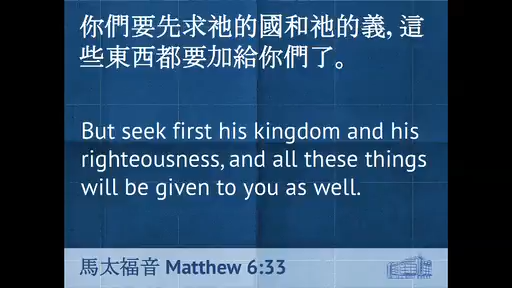 你們要先求祂的國和祂的義, 這
些東西都要加給你們了。
But seek first his kingdom and his
righteousness, and all these things
will be given to you as well.
馬太福音 Matthew 6:33